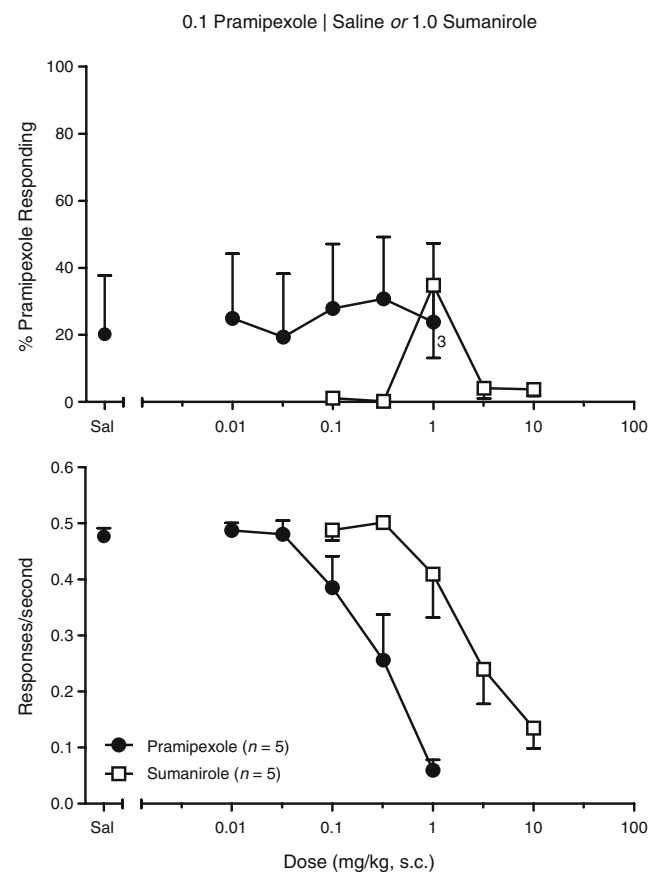 0.1 Pramipexole | Saline or 1.0 Sumanirole
100
80
60
40
20
0
% Pramipexole Responding
3
Sal 0.01 0.1 1 10 100
0.6
0.5
0.4
0.3
0.2
0.1
0.0
Responses/second
Pramipexole (n = 5)
Sumanirole (n = 5)
Sal 0.01 0.1 1 10 100
Dose (mg/kg, s.c.)